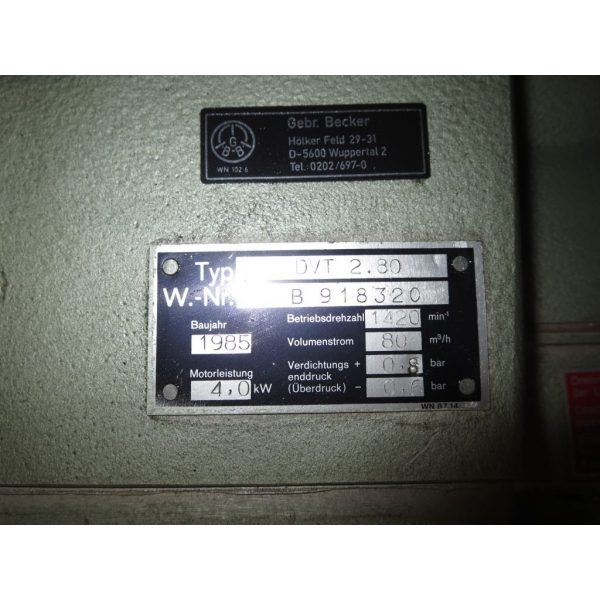 G
B B
WN 102 6
Gebr. Becker
Hölker Feld 29-31
D-5600 Wuppertal 2
Tel. 0202/697-0
Typ DVT 2.80
W.-Nr. B 918320
Baujahr
1985
Motorleistung
4,0 kW
Betriebsdrehzahl 1420 min⁻¹
Volumenstrom 80 m³/h
Verdichtungs + 0,8 bar
enddruck
(Überdruck) - bar
WN 87.14